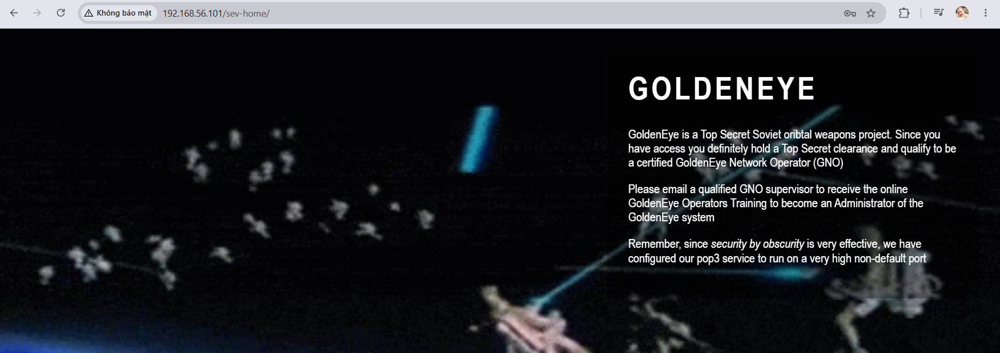 Không bảo mật
192.168.56.101/sev-home/
GOLDENEYE
GoldenEye is a Top Secret Soviet oribtal weapons project. Since you
have access you definitely hold a Top Secret clearance and qualify to be
a certified GoldenEye Network Operator (GNO)
Please email a qualified GNO supervisor to receive the online
GoldenEye Operators Training to become an Administrator of the
GoldenEye system
Remember, since security by obscurity is very effective, we have
configured our pop3 service to run on a very high non-default port